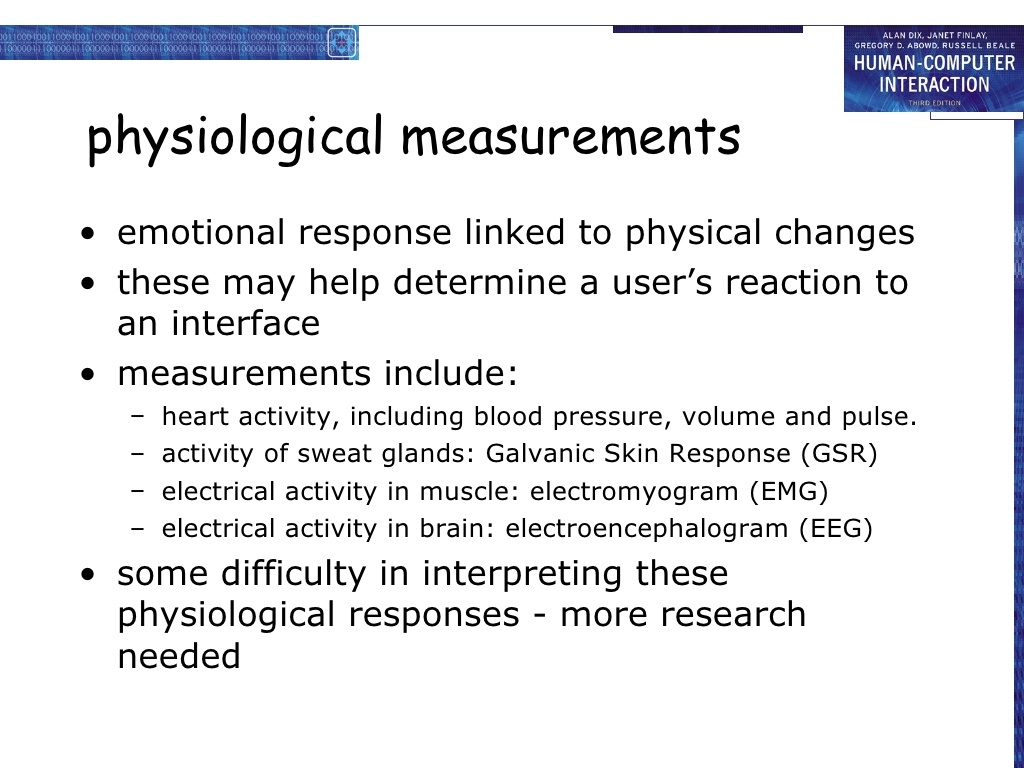 ALAN DIX, JANET FINLAY,
GREGORY D. ABOWD, RUSSELL BEALE
HUMAN-COMPUTER
INTERACTION
THIRD EDITION
physiological measurements
• emotional response linked to physical changes
• these may help determine a user’s reaction to
an interface
• measurements include:
– heart activity, including blood pressure, volume and pulse.
– activity of sweat glands: Galvanic Skin Response (GSR)
– electrical activity in muscle: electromyogram (EMG)
– electrical activity in brain: electroencephalogram (EEG)
• some difficulty in interpreting these
physiological responses - more research
needed